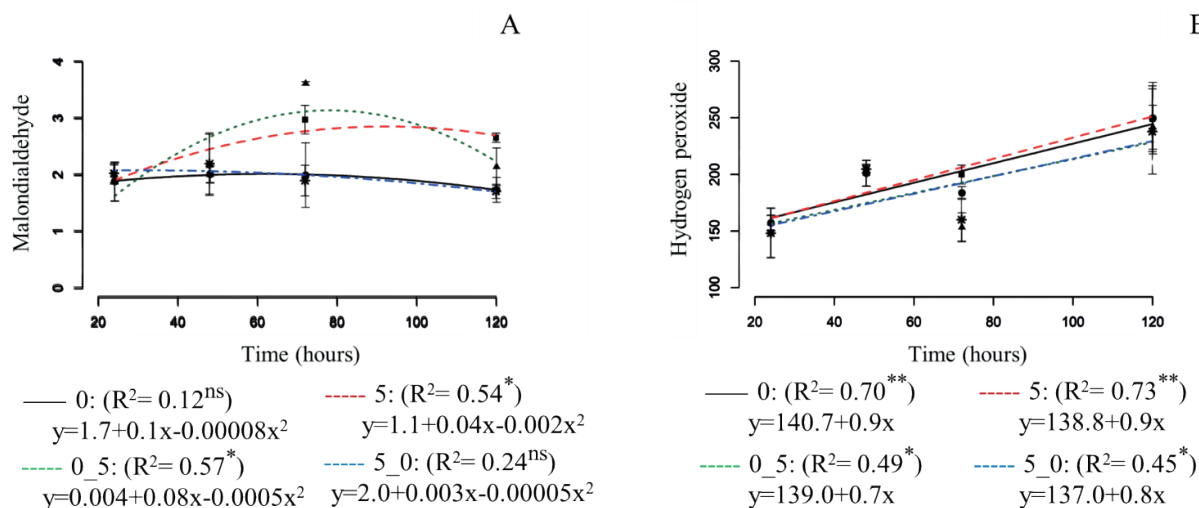 A
Malondialdehyde
4
3
2
1
0
20 40 60 80 100 120
Time (hours)
0: (R²= 0.12ⁿˢ)
y=1.7+0.1x-0.00008x²
5: (R²= 0.54*)
y=1.1+0.04x-0.002x²
0_5: (R²= 0.57*)
y=0.004+0.08x-0.0005x²
5_0: (R²= 0.24ⁿˢ)
y=2.0+0.003x-0.00005x²
Hydrogen peroxide
300
250
200
150
100
20 40 60 80 100 120
Time (hours)
0: (R²= 0.70**)
y=140.7+0.9x
5: (R²= 0.73**)
y=138.8+0.9x
0_5: (R²= 0.49*)
y=139.0+0.7x
5_0: (R²= 0.45*)
y=137.0+0.8x